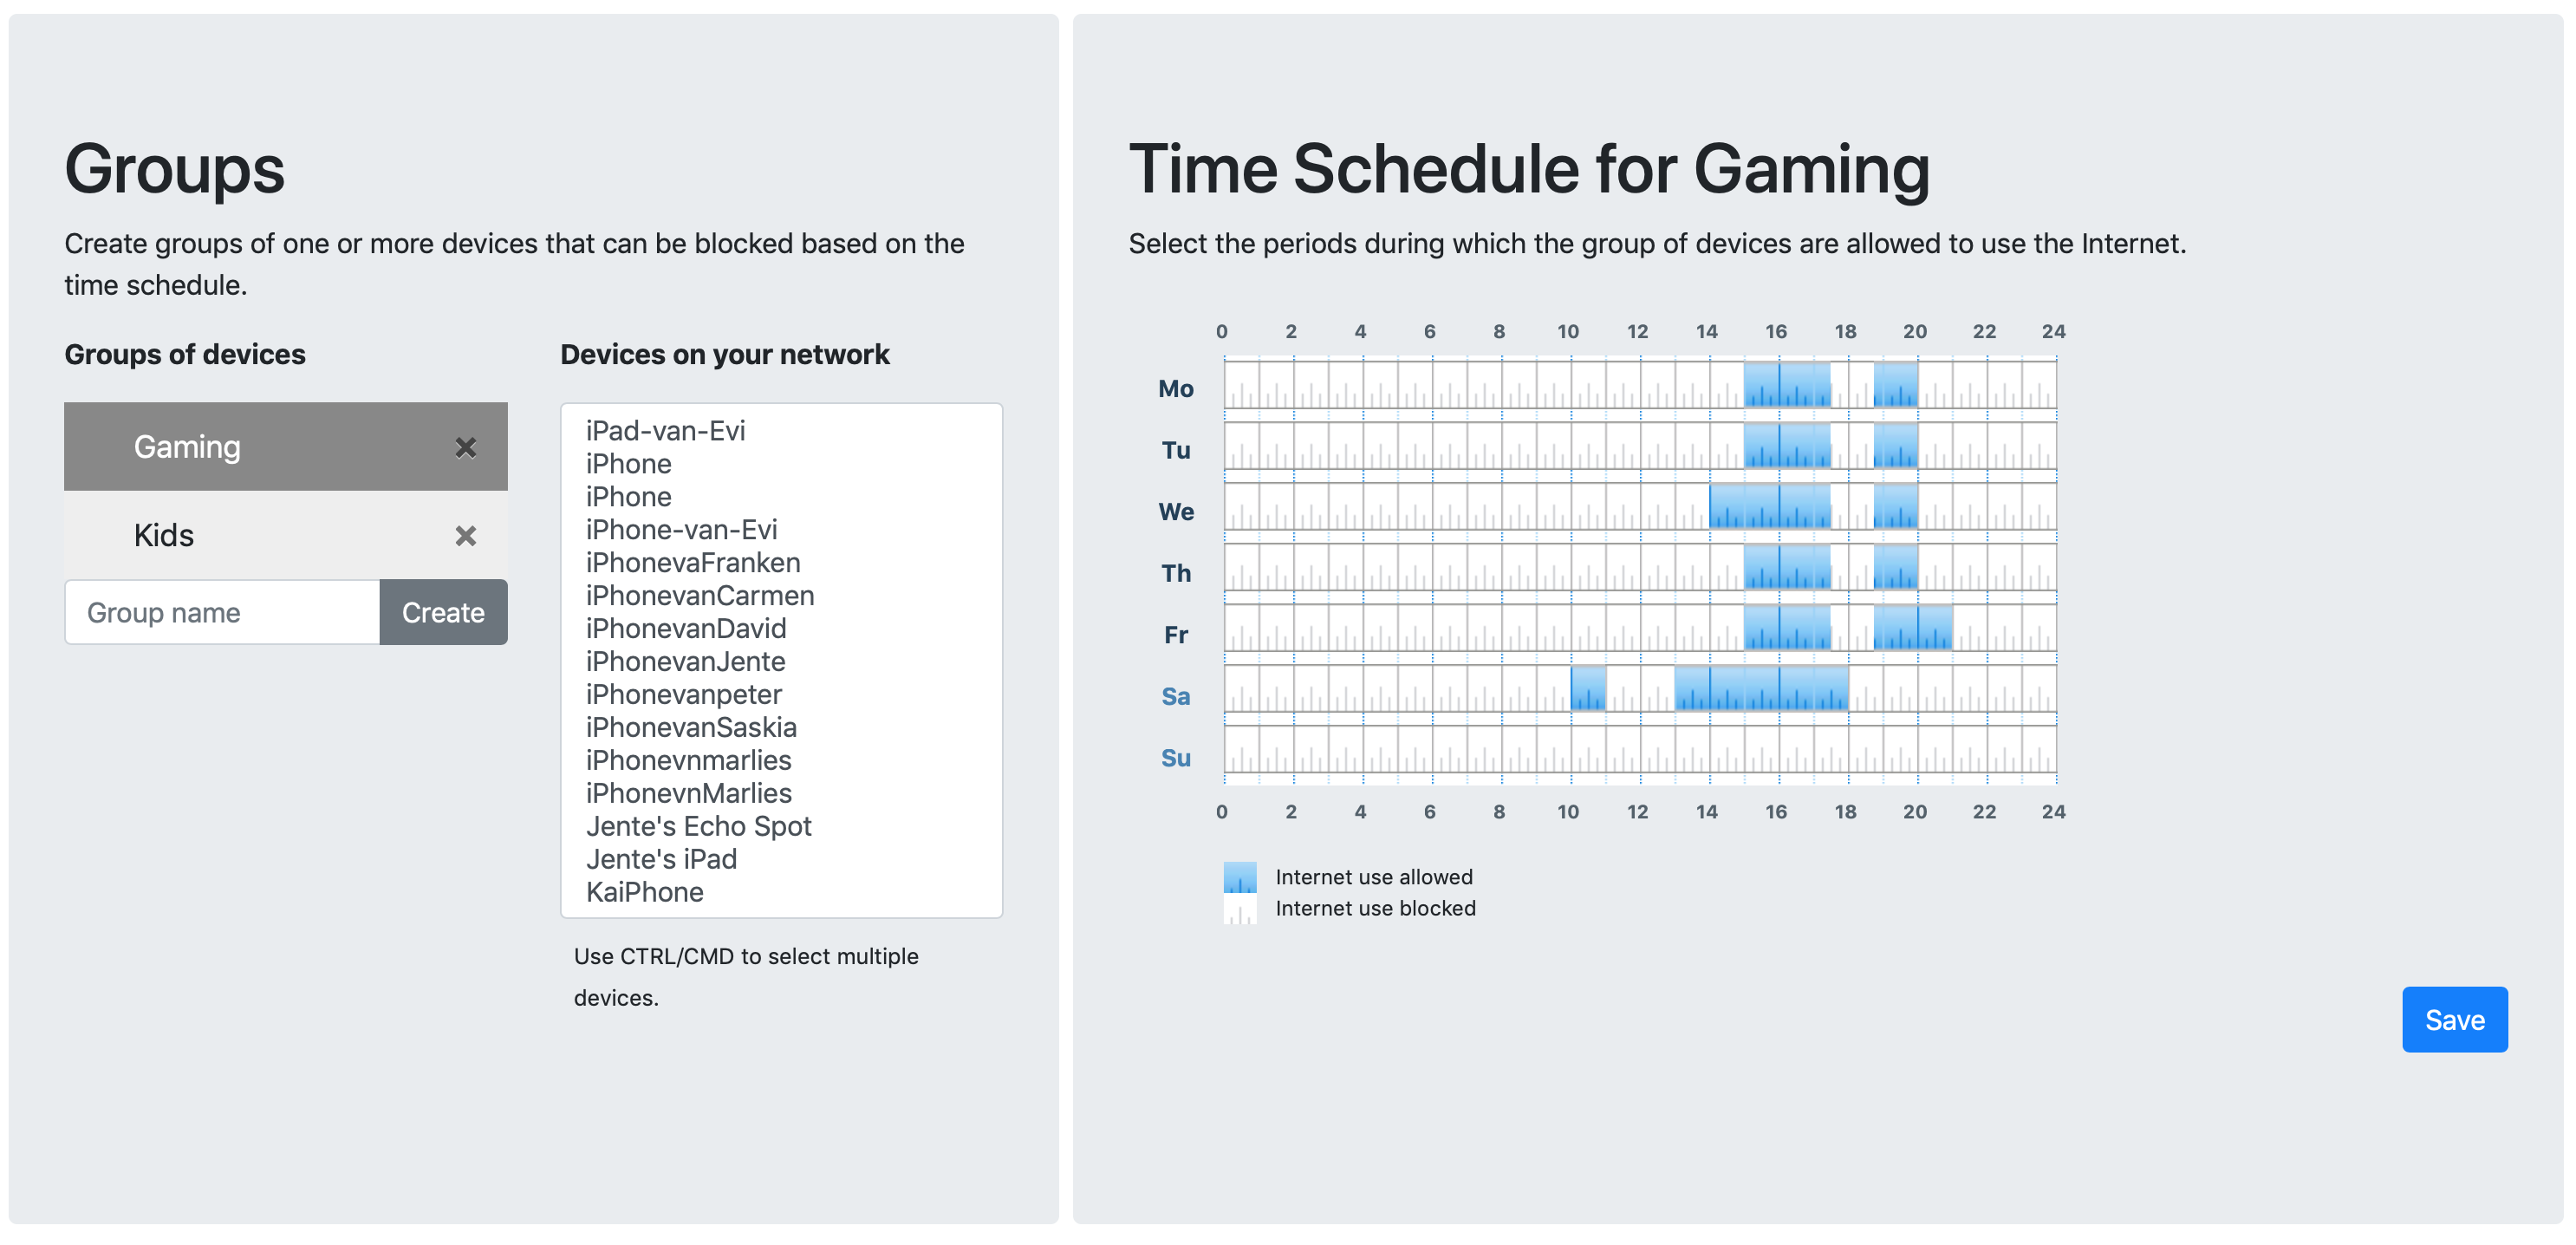 Groups
Create groups of one or more devices that can be blocked based on the
time schedule.
Groups of devices
Gaming
Kids
Group name
Create
Devices on your network
iPad-van-Evi
iPhone
iPhone
iPhone-van-Evi
iPhonevaFranken
iPhonevanCarmen
iPhonevanDavid
iPhonevanJente
iPhonevanpeter
iPhonevanSaskia
iPhonevnmarlies
iPhonevnMarlies
Jente's Echo Spot
Jente's iPad
KaiPhone
Use CTRL/CMD to select multiple
devices.
Time Schedule for Gaming
Select the periods during which the group of devices are allowed to use the Internet.
0 2 4 6 8 10 12 14 16 18 20 22 24
Mo
Tu
We
Th
Fr
Sa
Su
0 2 4 6 8 10 12 14 16 18 20 22 24
Internet use allowed
Internet use blocked
Save